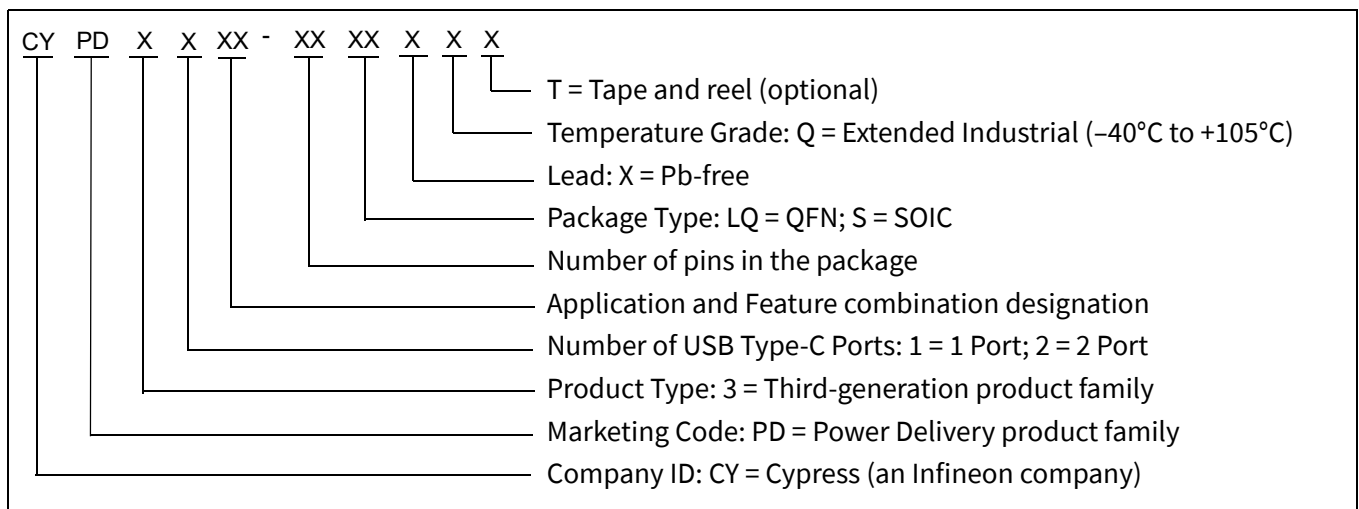 CY PD X X XX - XX XX X X X
T = Tape and reel (optional)
Temperature Grade: Q = Extended Industrial (–40°C to +105°C)
Lead: X = Pb-free
Package Type: LQ = QFN; S = SOIC
Number of pins in the package
Application and Feature combination designation
Number of USB Type-C Ports: 1 = 1 Port; 2 = 2 Port
Product Type: 3 = Third-generation product family
Marketing Code: PD = Power Delivery product family
Company ID: CY = Cypress (an Infineon company)